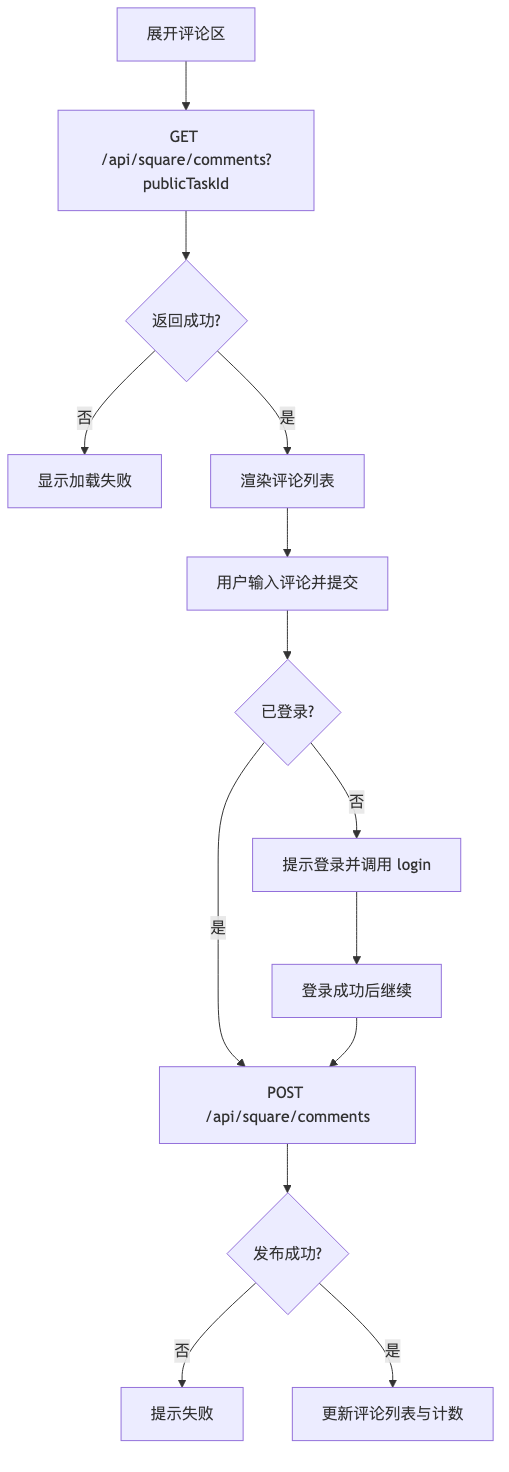 展开评论区
GET
/api/square/comments?
publicTaskId
返回成功?
否
是
显示加载失败
渲染评论列表
用户输入评论并提交
已登录?
否
提示登录并调用 login
是
登录成功后继续
POST
/api/square/comments
发布成功?
否
是
提示失败
更新评论列表与计数